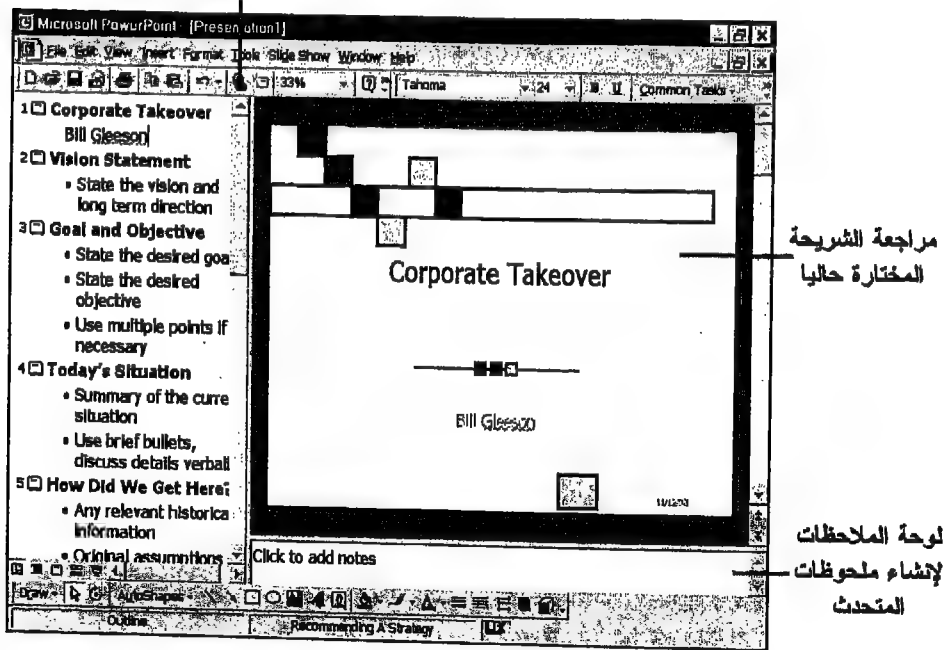 Microsoft PowerPoint - [Presentation1]
File Edit View Insert Format Tools Slide Show Window Help
33% Tahoma 24 B U Common Tasks
1 Corporate Takeover
Bill Gleeson
2 Vision Statement
• State the vision and
long term direction
3 Goal and Objective
• State the desired goa
• State the desired
objective
• Use multiple points if
necessary
4 Today's Situation
• Summary of the curre
situation
• Use brief bullets,
discuss details verball
5 How Did We Get Here?
• Any relevant historica
information
• Original assumptions
Corporate Takeover
Bill Gleeson
Click to add notes
Draw AutoShapes
Outline Recommending A Strategy
مراجعة الشريحة
المختارة حاليا
لوحة الملاحظات
لإنشاء ملحوظات
المتحدث